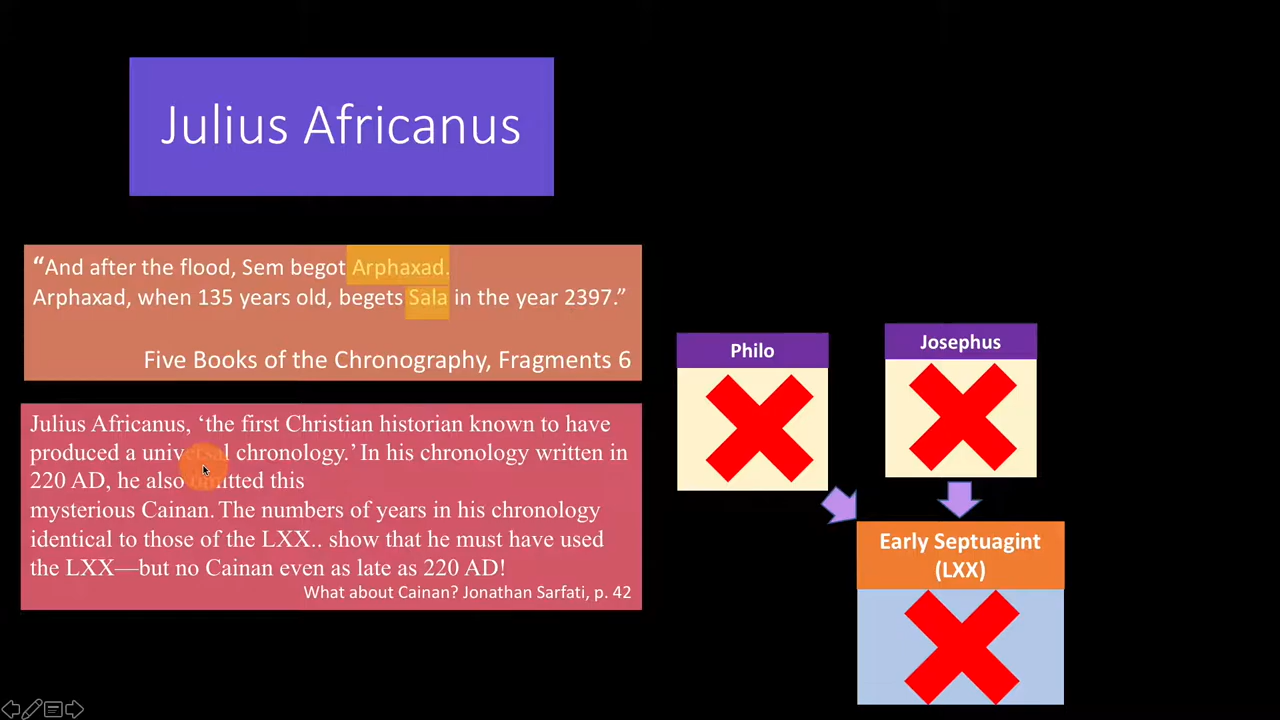 Julius Africanus
“And after the flood, Sem begot Arphaxad.
Arphaxad, when 135 years old, begets Sala in the year 2397.”
Five Books of the Chronography, Fragments 6
Julius Africanus, ‘the first Christian historian known to have
produced a universal chronology.’ In his chronology written in
220 AD, he also omitted this
mysterious Cainan. The numbers of years in his chronology
identical to those of the LXX.. show that he must have used
the LXX—but no Cainan even as late as 220 AD!
What about Cainan? Jonathan Sarfati, p. 42
Philo
Josephus
Early Septuagint
(LXX)